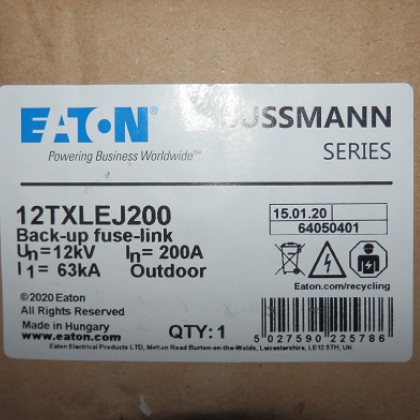 EATON®
Powering Business Worldwide™
SERIES
12TXLEJ200
Back-up fuse-link
Un=12kV In= 200A
I1= 63kA Outdoor
15.01.20
64050401
Eaton.com/recycling
©2020 Eaton
All Rights Reserved
Made in Hungary
www.eaton.com
QTY:1
5 027590 225786
Eaton Electrical Products LTD, Melton Road Burton-on-the-Wolds, Leicestershire, LE12 5TH, UK